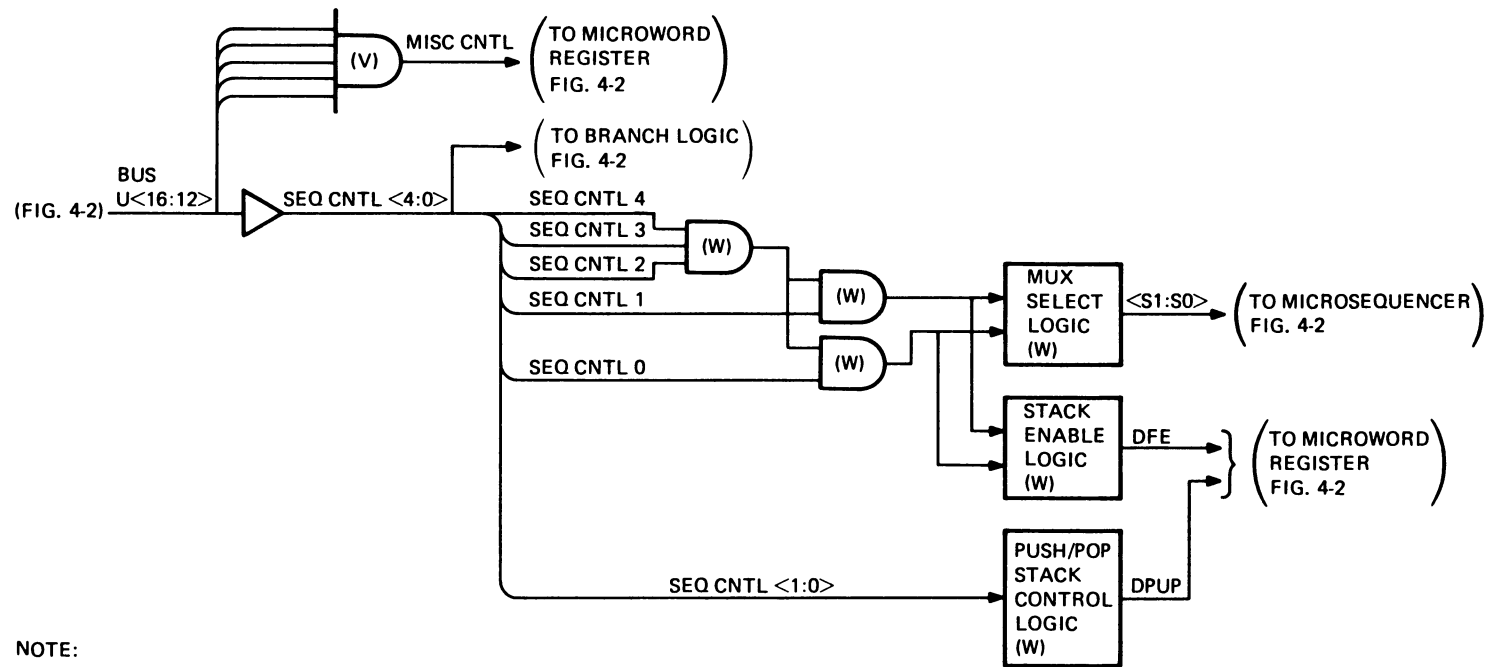 (V)
MISC CNTL
(TO MICROWORD
REGISTER
FIG. 4-2)
(TO BRANCH LOGIC
FIG. 4-2)
BUS
U<16:12>
(FIG. 4-2)
SEQ CNTL <4:0>
SEQ CNTL 4
SEQ CNTL 3
(W)
SEQ CNTL 2
SEQ CNTL 1
(W)
SEQ CNTL 0
(W)
MUX
SELECT
LOGIC
(W)
<S1:S0>
(TO MICROSEQUENCER
FIG. 4-2)
STACK
ENABLE
LOGIC
(W)
DFE
(TO MICROWORD
REGISTER
FIG. 4-2)
SEQ CNTL <1:0>
PUSH/POP
STACK
CONTROL
LOGIC
(W)
DPUP
NOTE: